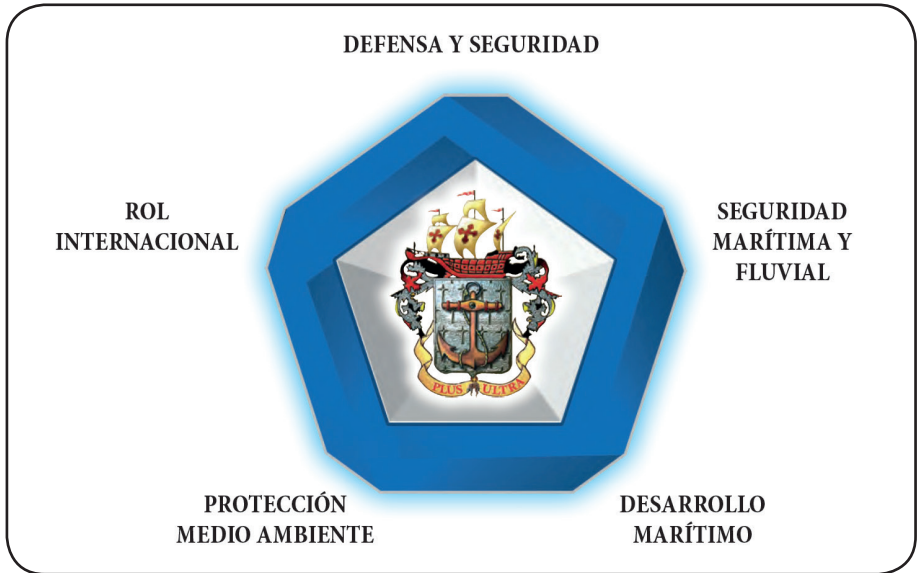 DEFENSA Y SEGURIDAD
ROL
INTERNACIONAL
SEGURIDAD
MARÍTIMA Y
FLUVIAL
PLUS ULTRA
PROTECCIÓN
MEDIO AMBIENTE
DESARROLLO
MARÍTIMO